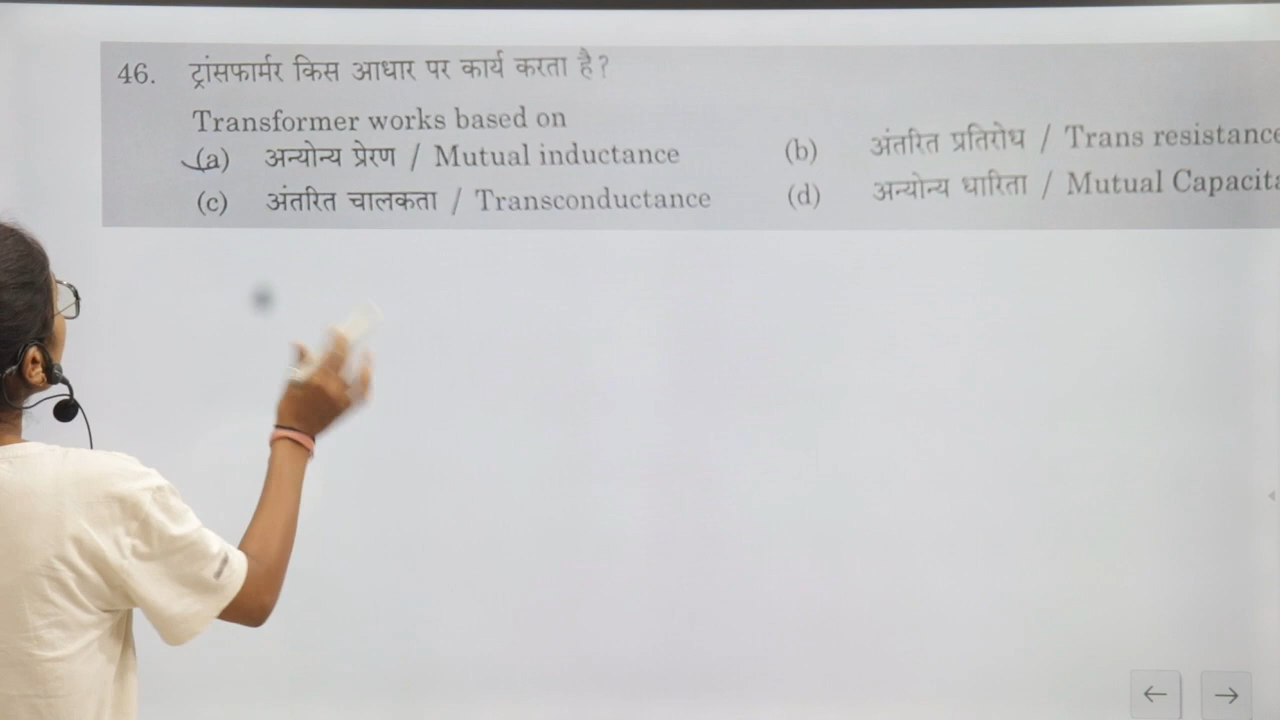 46. ट्रांसफार्मर किस आधार पर कार्य करता है?
Transformer works based on
(a) अन्योन्य प्रेरण / Mutual inductance
(b) अंतरित प्रतिरोध / Trans resistance
(c) अंतरित चालकता / Transconductance
(d) अन्योन्य धारिता / Mutual